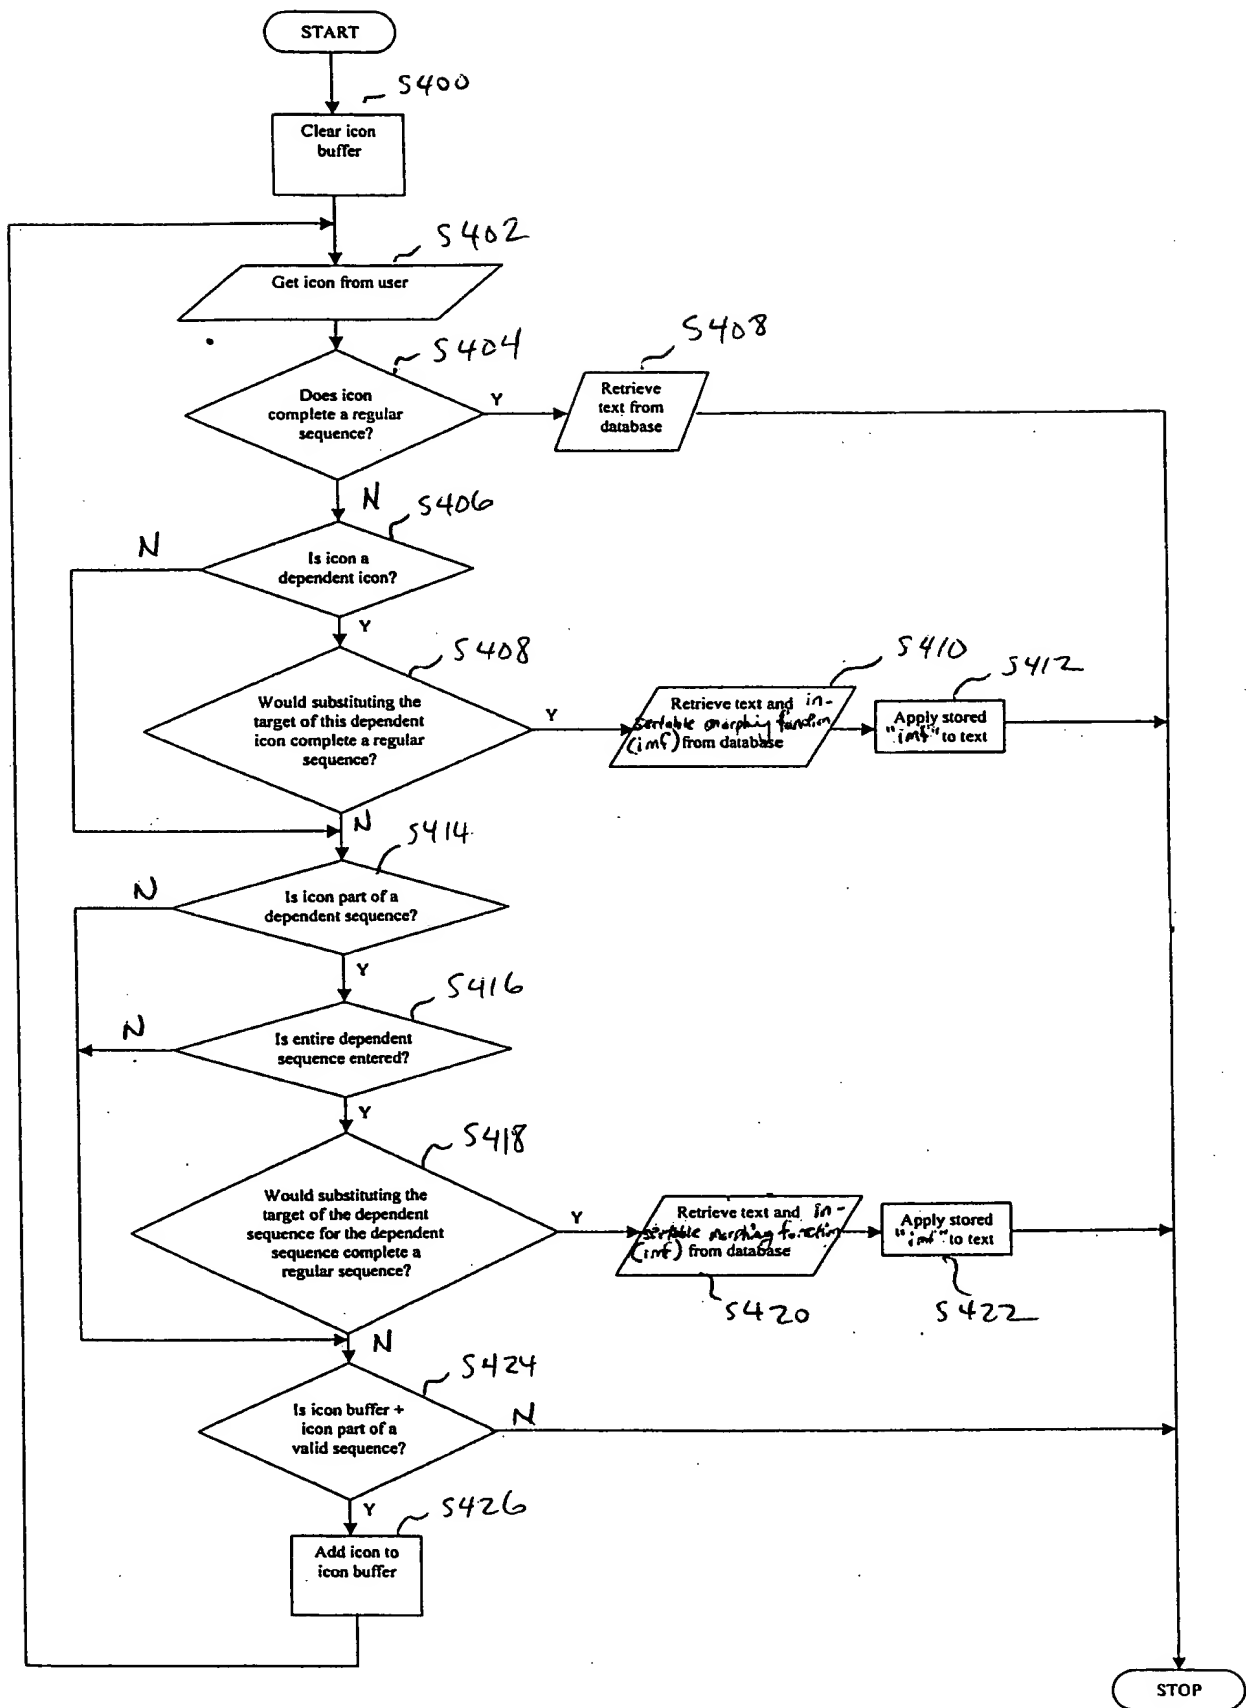 START
S400
Clear icon
buffer
S402
Get icon from user
S404
Does icon
complete a regular
sequence?
Y
S408
Retrieve
text from
database
N
S406
N
Is icon a
dependent icon?
Y
S408
Would substituting the
target of this dependent
icon complete a regular
sequence?
Y
S410
Retrieve text and in-
sertable morphing function
(imf) from database
S412
Apply stored
"imf" to text
N
S414
N
Is icon part of a
dependent sequence?
Y
S416
N
Is entire dependent
sequence entered?
Y
S418
Would substituting the
target of the dependent
sequence for the dependent
sequence complete a
regular sequence?
Y
Retrieve text and in-
sertable morphing function
(imf) from database
S420
Apply stored
"imf" to text
S422
N
S424
Is icon buffer +
icon part of a
valid sequence?
N
Y
S426
Add icon to
icon buffer
STOP